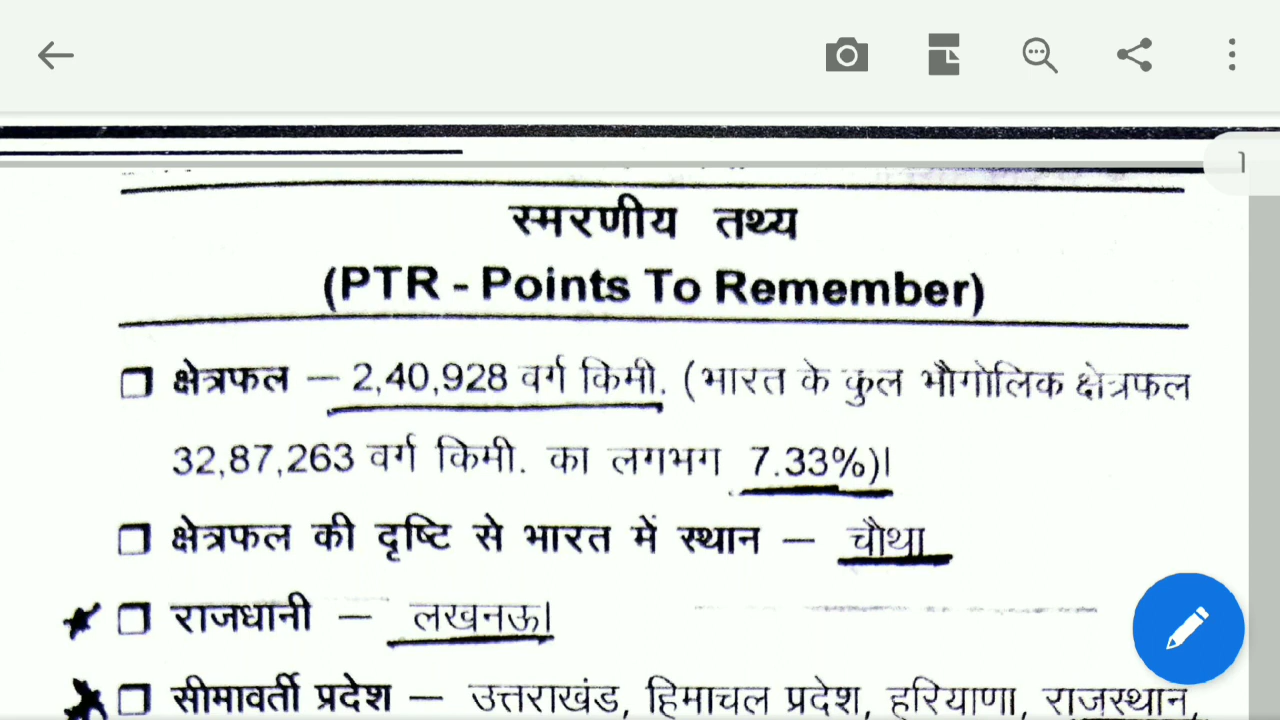 1
स्मरणीय तथ्य
(PTR - Points To Remember)
❐ क्षेत्रफल – 2,40,928 वर्ग किमी. (भारत के कुल भौगोलिक क्षेत्रफल
32,87,263 वर्ग किमी. का लगभग 7.33%)।
❐ क्षेत्रफल की दृष्टि से भारत में स्थान – चौथा
❐ राजधानी – लखनऊ।
❐ सीमावर्ती प्रदेश – उत्तराखंड, हिमाचल प्रदेश, हरियाणा, राजस्थान,